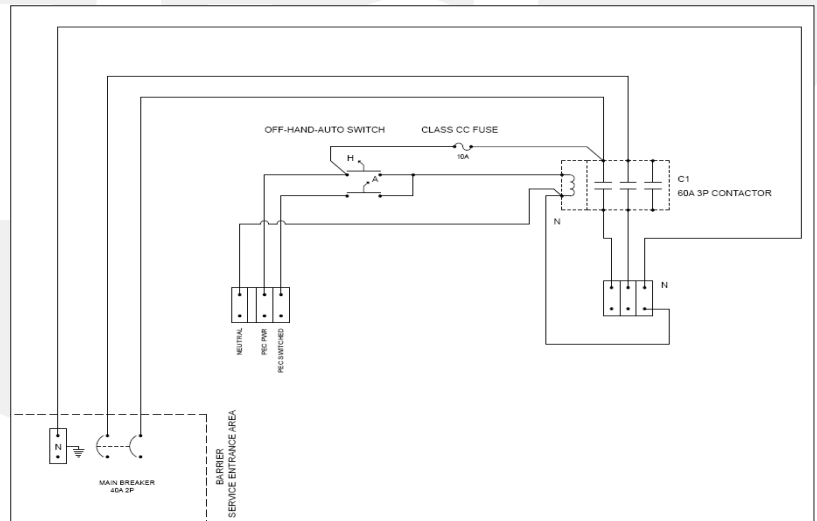 OFF-HAND-AUTO SWITCH
CLASS CC FUSE
10A
H
A
C1
60A 3P CONTACTOR
N
N
NEUTRAL
PEC PWR
PEC SWITCHED
N
MAIN BREAKER
40A 2P
BARRIER
SERVICE ENTRANCE AREA